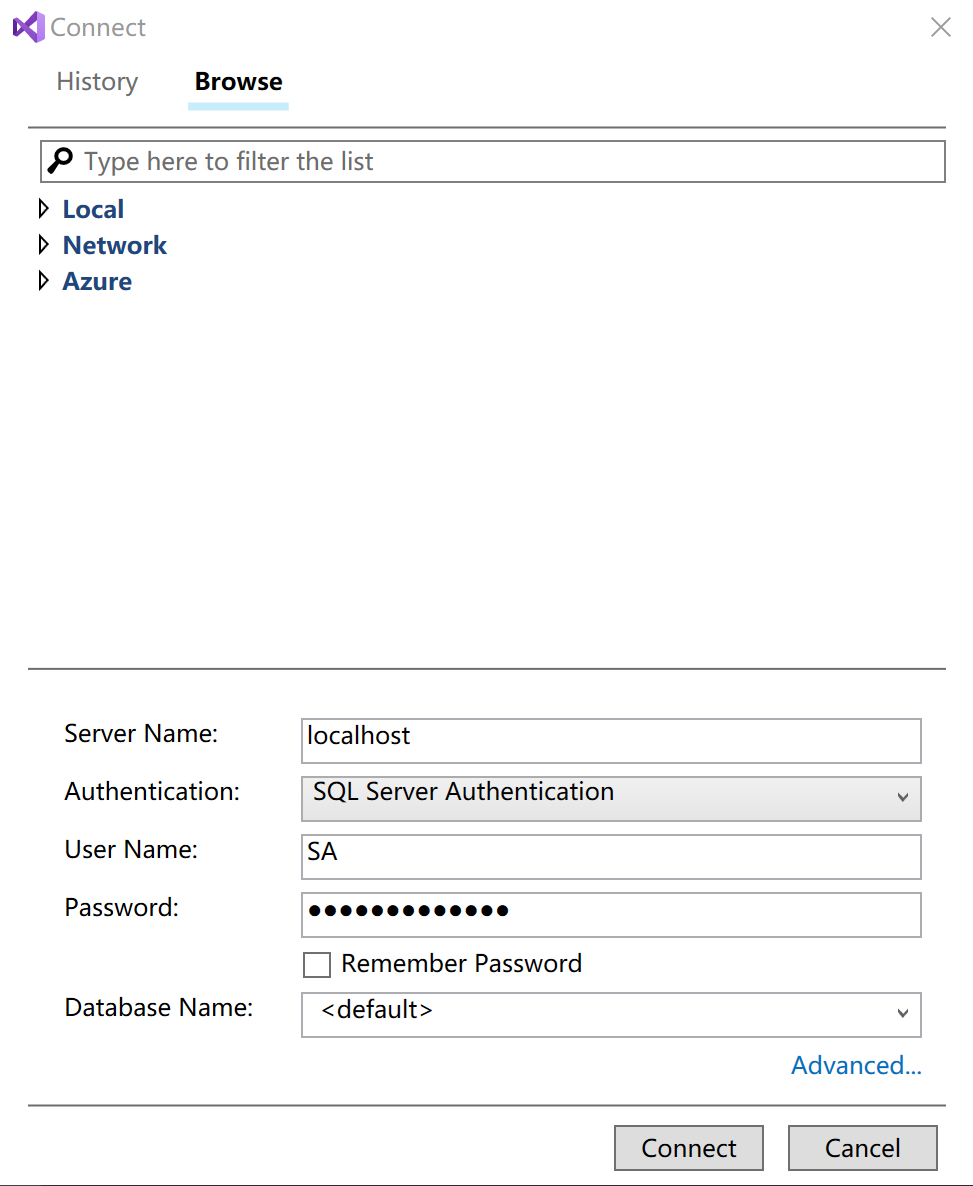 Connect
History Browse
Type here to filter the list
Local
Network
Azure
Server Name: localhost
Authentication: SQL Server Authentication
User Name: SA
Password: ●●●●●●●●●●●●●
Remember Password
Database Name: <default>
Advanced...
Connect Cancel